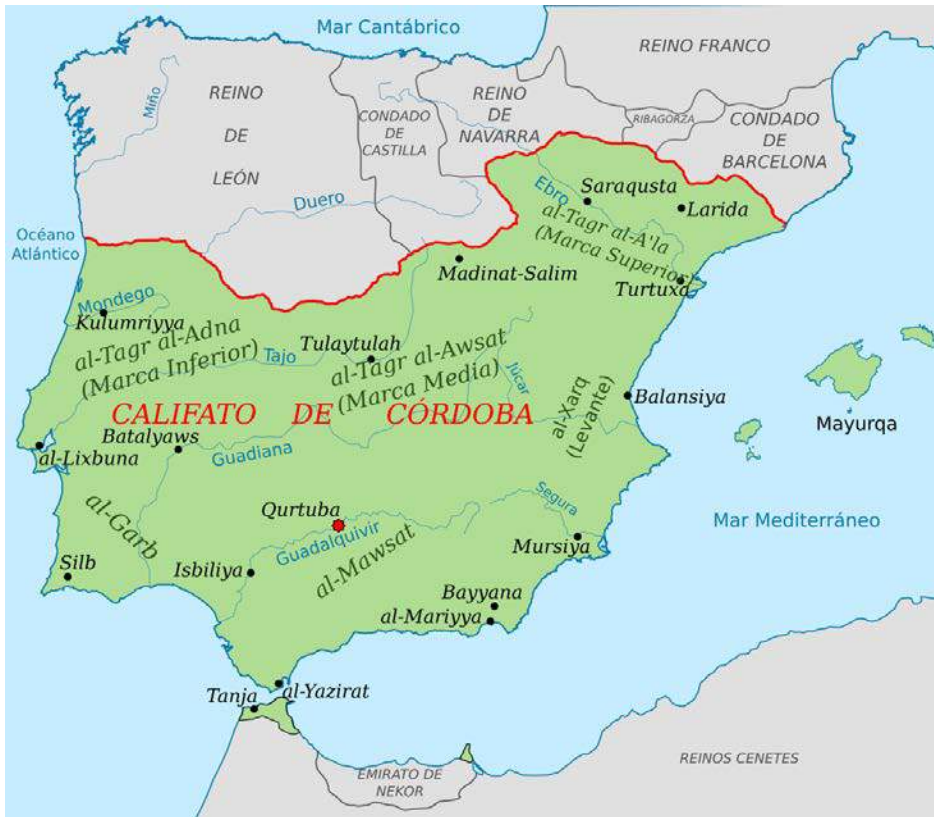 Mar Cantábrico
REINO FRANCO
REINO
DE
LEÓN
Miño
CONDADO
DE
CASTILLA
REINO
DE
NAVARRA
RIBAGORZA
CONDADO
DE
BARCELONA
Duero
Ebro
Saraqusta
Larida
al-Tagr al-A'la
(Marca Superior)
Océano
Atlántico
Madinat-Salim
Turtuxa
Mondego
Kulumriyya
al-Tagr al-Adna
(Marca Inferior)
Tajo
Tulaytulah
al-Tagr al-Awsat
(Marca Media)
Júcar
al-Xarq
(Levante)
Balansiya
Mayurqa
CALIFATO DE CÓRDOBA
Batalyaws
al-Lixbuna
Guadiana
Segura
Mar Mediterráneo
Qurtuba
Guadalquivir
al-Mawsat
Mursiya
al-Garb
Silb
Isbiliya
Bayyana
al-Mariyya
Tanja
al-Yazirat
EMIRATO DE
NEKOR
REINOS CENETES